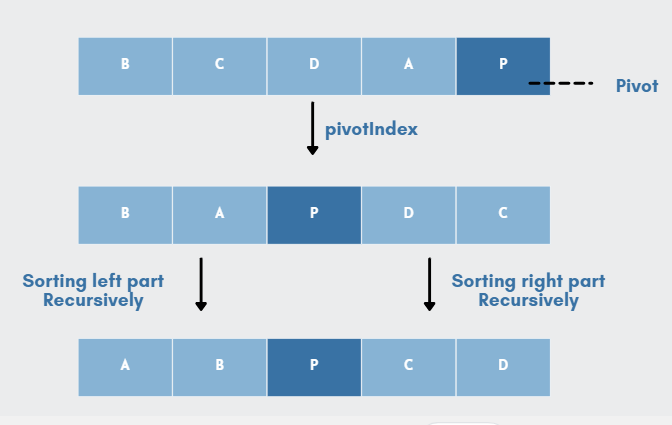 B C D A P
Pivot
pivotIndex
B A P D C
Sorting left part
Recursively
Sorting right part
Recursively
A B P C D